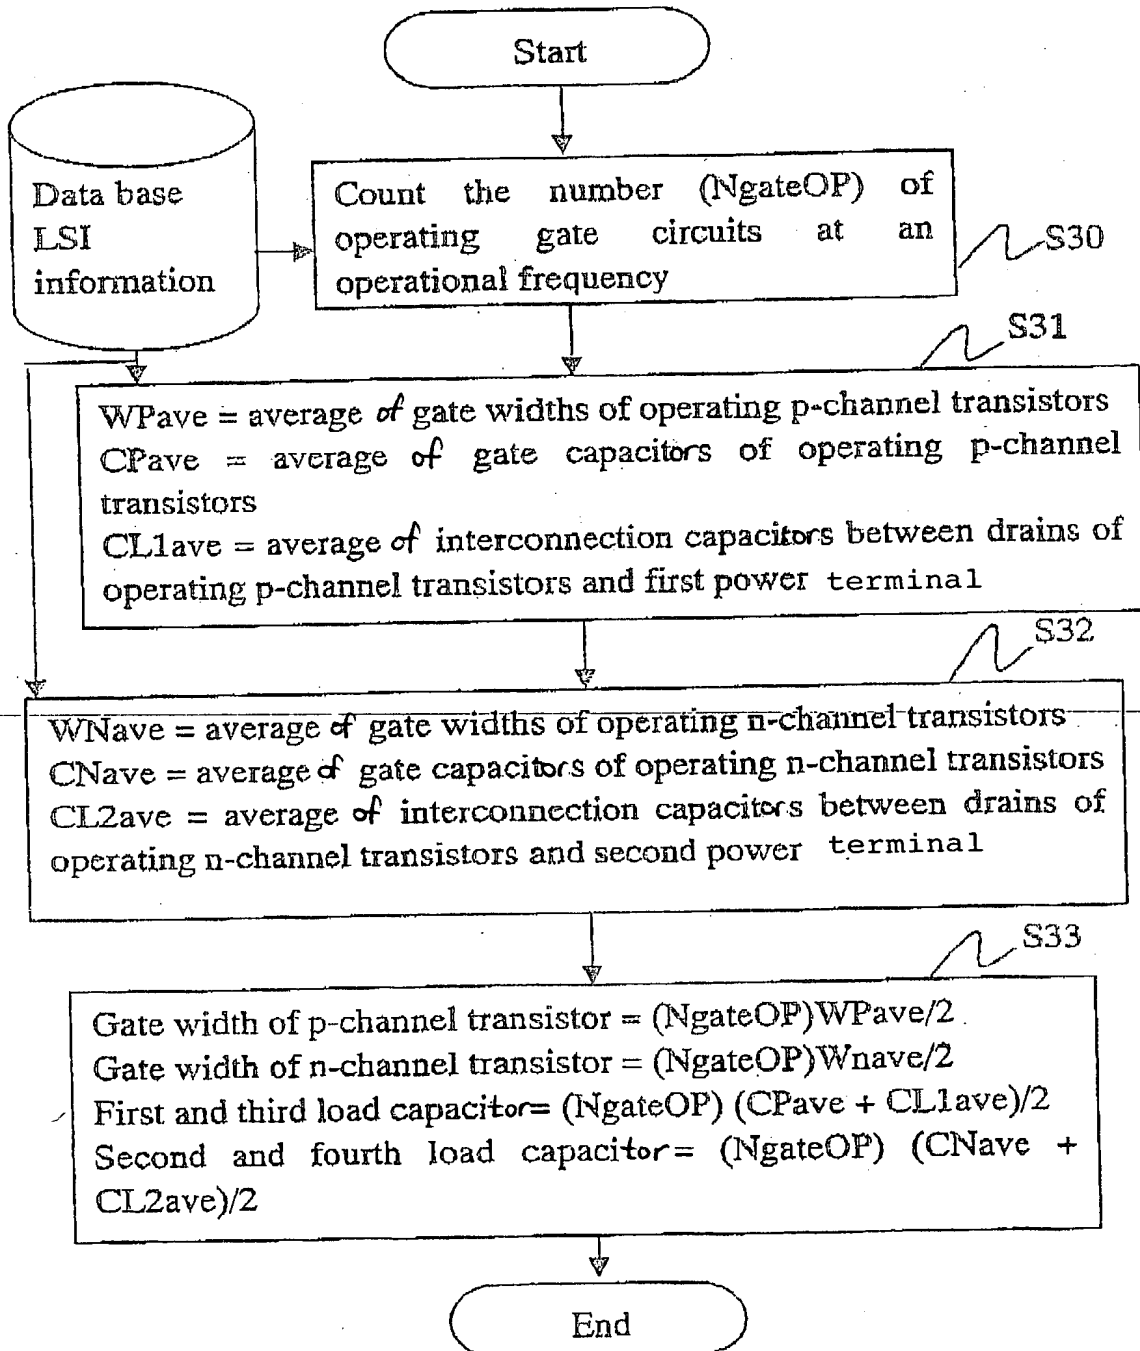 Start
Data base
LSI
information
Count the number (NgateOP) of
operating gate circuits at an
operational frequency
S30
S31
WPave = average of gate widths of operating p-channel transistors
CPave = average of gate capacitors of operating p-channel
transistors
CL1ave = average of interconnection capacitors between drains of
operating p-channel transistors and first power terminal
S32
WNave = average of gate widths of operating n-channel transistors
CNave = average of gate capacitors of operating n-channel transistors
CL2ave = average of interconnection capacitors between drains of
operating n-channel transistors and second power terminal
S33
Gate width of p-channel transistor = (NgateOP)WPave/2
Gate width of n-channel transistor = (NgateOP)Wnave/2
First and third load capacitor= (NgateOP) (CPave + CL1ave)/2
Second and fourth load capacitor= (NgateOP) (CNave +
CL2ave)/2
End